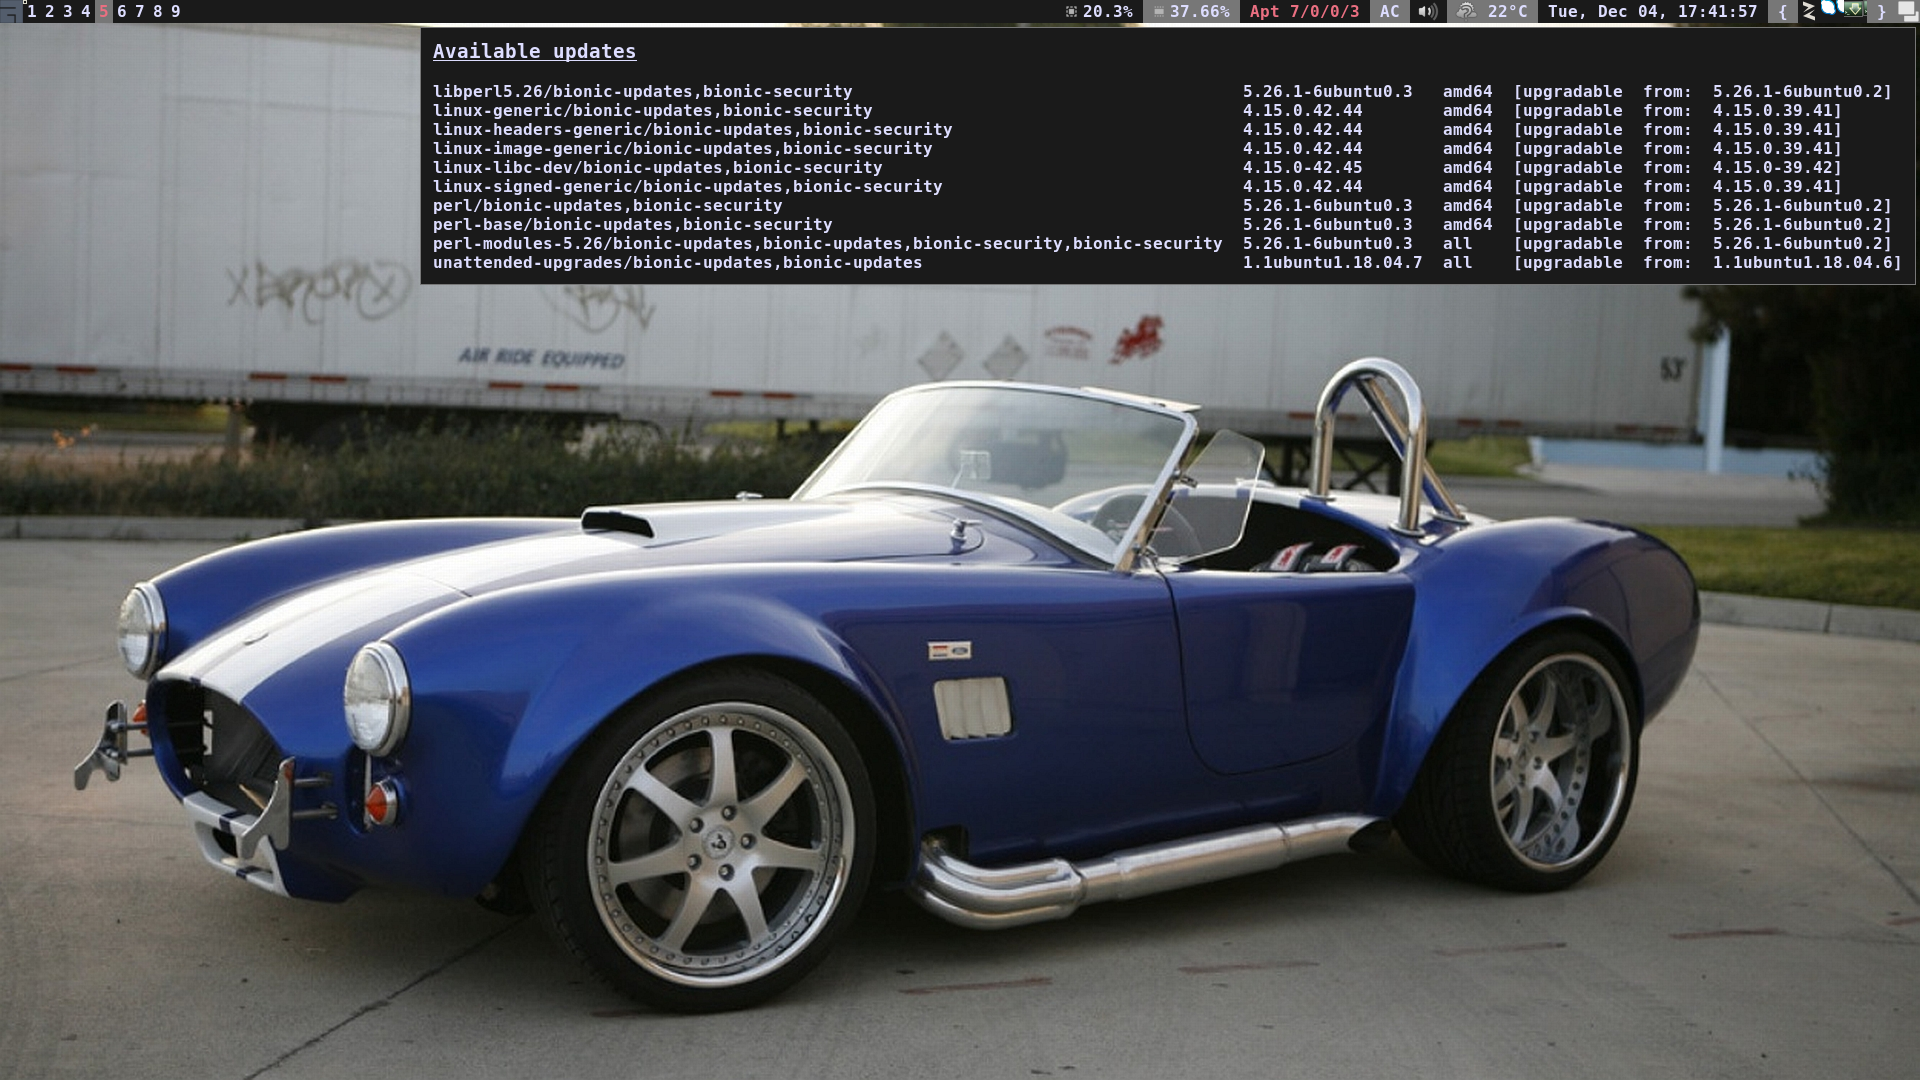 1 2 3 4 5 6 7 8 9 20.3% 37.66% Apt 7/0/0/3 AC 22°C Tue, Dec 04, 17:41:57 { }
Available updates
libperl5.26/bionic-updates,bionic-security 5.26.1-6ubuntu0.3 amd64 [upgradable from: 5.26.1-6ubuntu0.2]
linux-generic/bionic-updates,bionic-security 4.15.0.42.44 amd64 [upgradable from: 4.15.0.39.41]
linux-headers-generic/bionic-updates,bionic-security 4.15.0.42.44 amd64 [upgradable from: 4.15.0.39.41]
linux-image-generic/bionic-updates,bionic-security 4.15.0.42.44 amd64 [upgradable from: 4.15.0.39.41]
linux-libc-dev/bionic-updates,bionic-security 4.15.0-42.45 amd64 [upgradable from: 4.15.0-39.42]
linux-signed-generic/bionic-updates,bionic-security 4.15.0.42.44 amd64 [upgradable from: 4.15.0.39.41]
perl/bionic-updates,bionic-security 5.26.1-6ubuntu0.3 amd64 [upgradable from: 5.26.1-6ubuntu0.2]
perl-base/bionic-updates,bionic-security 5.26.1-6ubuntu0.3 amd64 [upgradable from: 5.26.1-6ubuntu0.2]
perl-modules-5.26/bionic-updates,bionic-updates,bionic-security,bionic-security 5.26.1-6ubuntu0.3 all [upgradable from: 5.26.1-6ubuntu0.2]
unattended-upgrades/bionic-updates,bionic-updates 1.1ubuntu1.18.04.7 all [upgradable from: 1.1ubuntu1.18.04.6]
AIR RIDE EQUIPPED
53'